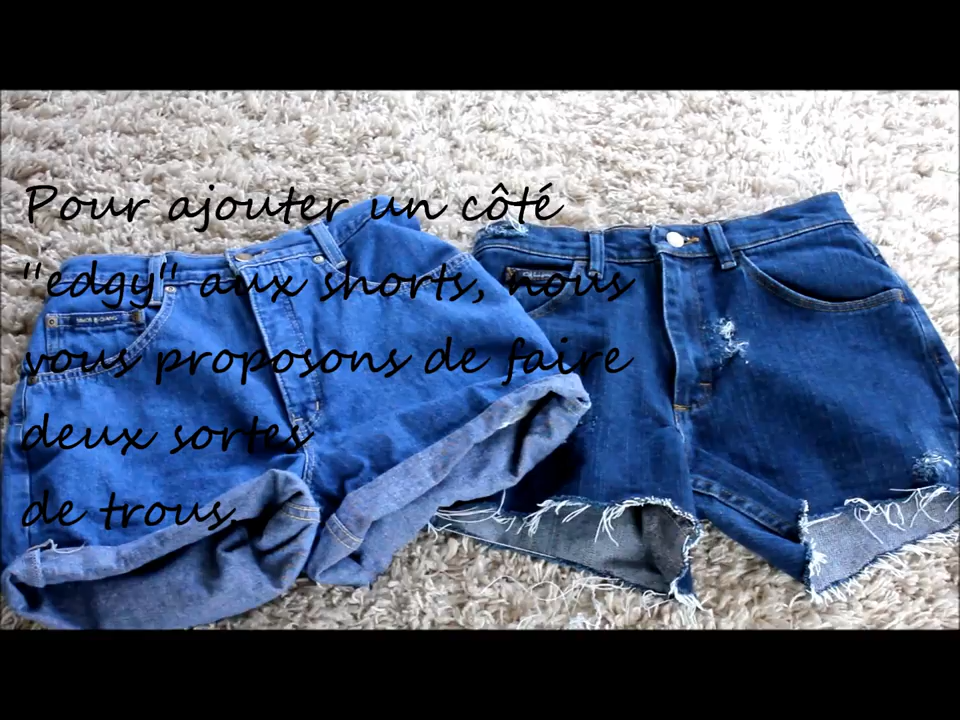 Pour ajouter un côté
"edgy" aux shorts, nous
vous proposons de faire
deux sortes
de trous.